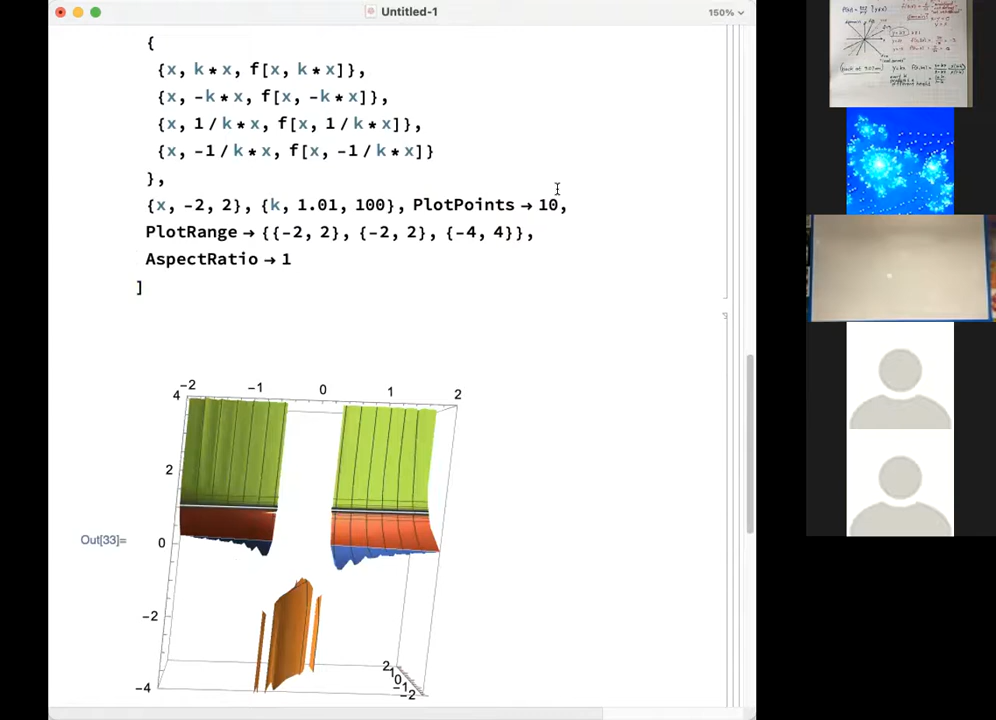 Untitled-1
150%
{
{x, k*x, f[x, k*x]},
{x, -k*x, f[x, -k*x]},
{x, 1/k*x, f[x, 1/k*x]},
{x, -1/k*x, f[x, -1/k*x]}
},
{x, -2, 2}, {k, 1.01, 100}, PlotPoints → 10,
PlotRange → {{-2, 2}, {-2, 2}, {-4, 4}},
AspectRatio → 1
]
-2 -1 0 1 2
4
2
Out[33]=
0
-2
-4
2
1
0
-1
-2